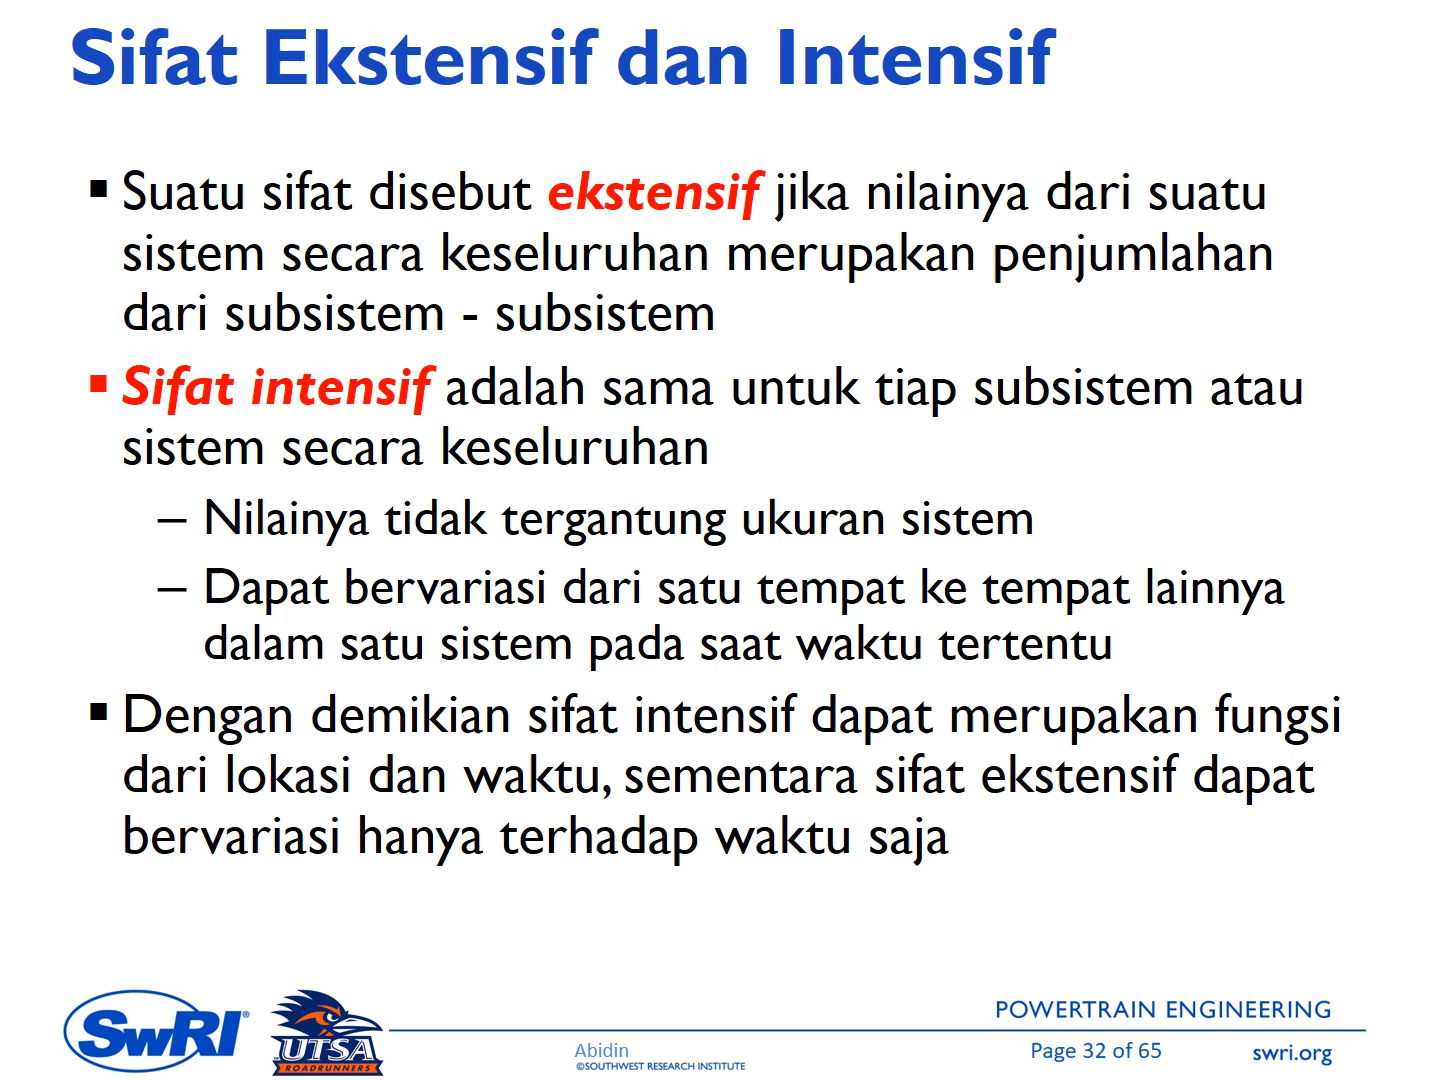 Sifat Ekstensif dan Intensif
▪ Suatu sifat disebut ekstensif jika nilainya dari suatu
sistem secara keseluruhan merupakan penjumlahan
dari subsistem - subsistem
▪ Sifat intensif adalah sama untuk tiap subsistem atau
sistem secara keseluruhan
– Nilainya tidak tergantung ukuran sistem
– Dapat bervariasi dari satu tempat ke tempat lainnya
dalam satu sistem pada saat waktu tertentu
▪ Dengan demikian sifat intensif dapat merupakan fungsi
dari lokasi dan waktu, sementara sifat ekstensif dapat
bervariasi hanya terhadap waktu saja
SwRI®
UTSA
ROADRUNNERS
Abidin
©SOUTHWEST RESEARCH INSTITUTE
POWERTRAIN ENGINEERING
Page 32 of 65
swri.org